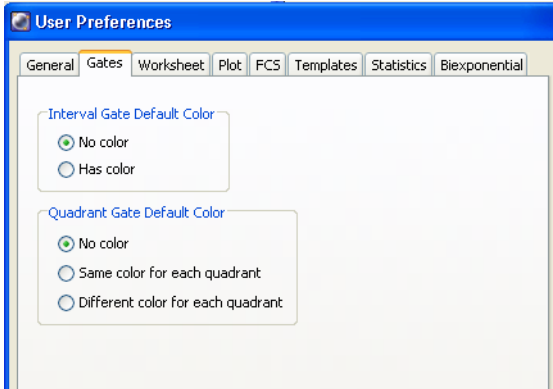 User Preferences
General Gates Worksheet Plot FCS Templates Statistics Biexponential
Interval Gate Default Color
No color
Has color
Quadrant Gate Default Color
No color
Same color for each quadrant
Different color for each quadrant